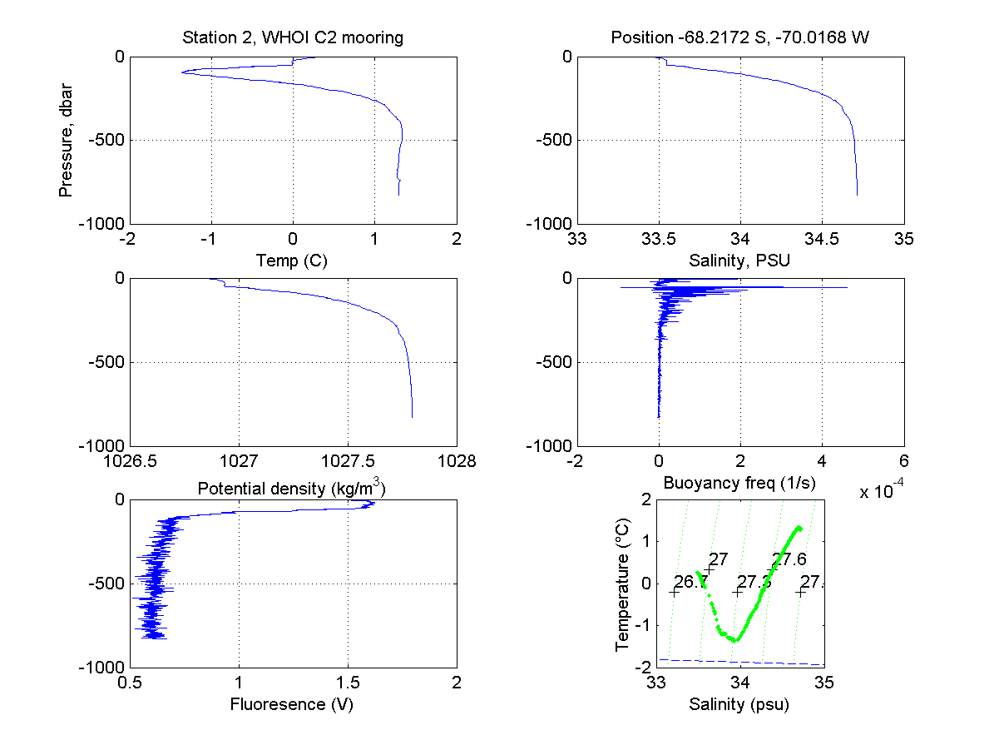 Station 2, WHOI C2 mooring
Position -68.2172 S, -70.0168 W
0
-500
-1000
Pressure, dbar
-2 -1 0 1 2
Temp (C)
0
-500
-1000
33 33.5 34 34.5 35
Salinity, PSU
0
-500
-1000
1026.5 1027 1027.5 1028
Potential density (kg/m³)
0
-500
-1000
-2 0 2 4 6
Buoyancy freq (1/s)
x 10⁻⁴
0
-500
-1000
0.5 1 1.5 2
Fluoresence (V)
2
1
0
-1
-2
Temperature (°C)
27 27.6
26.7 27.3 27.
33 34 35
Salinity (psu)